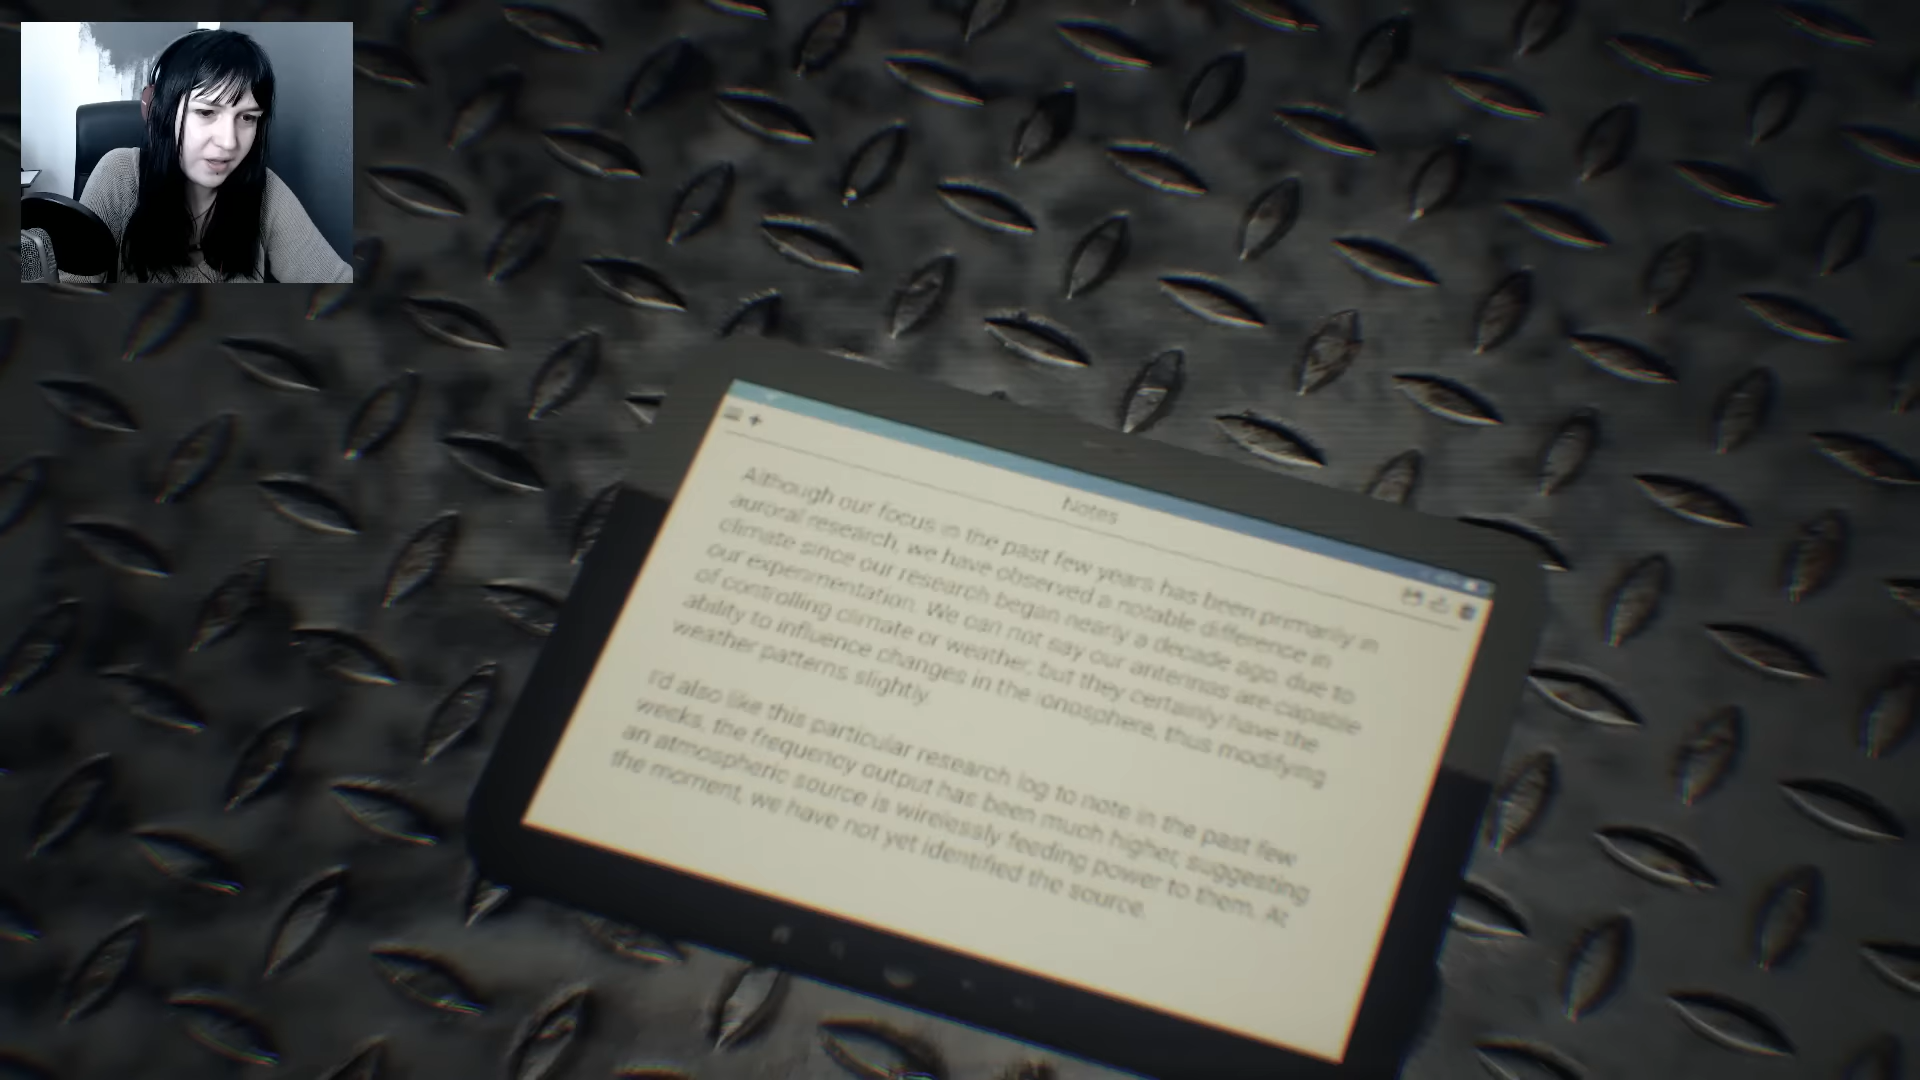 Notes
Although our focus in the past few years has been primarily in
auroral research, we have observed a notable difference in
climate since our research began nearly a decade ago, due to
our experimentation. We can not say our antennas are capable
of controlling climate or weather, but they certainly have the
ability to influence changes in the ionosphere, thus modifying
weather patterns slightly.
I'd also like this particular research log to note in the past few
weeks, the frequency output has been much higher, suggesting
an atmospheric source is wirelessly feeding power to them. At
the moment, we have not yet identified the source.